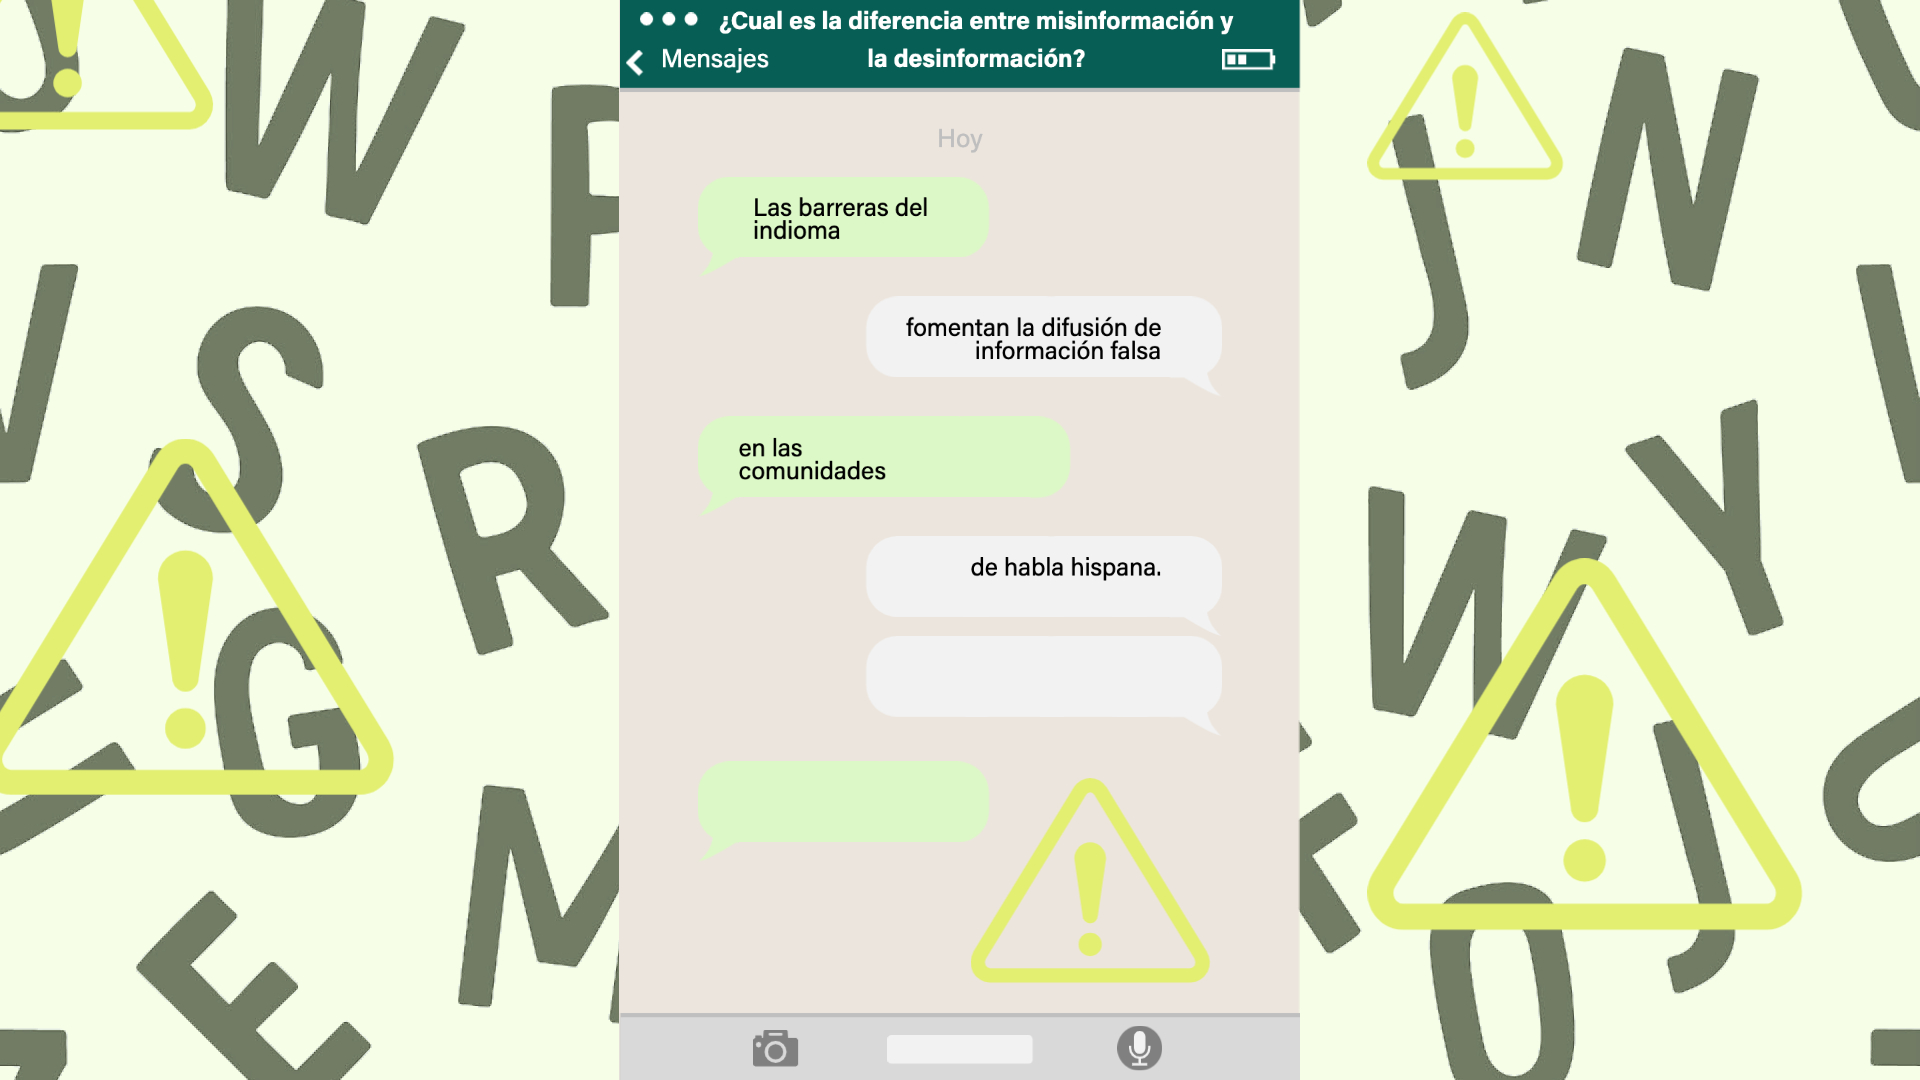 ¿Cual es la diferencia entre misinformación y
la desinformación?
Mensajes
Hoy
Las barreras del
indioma
fomentan la difusión de
información falsa
en las
comunidades
de habla hispana.
W
P
S
R
G
M
E
J
N
Y
W
J
O